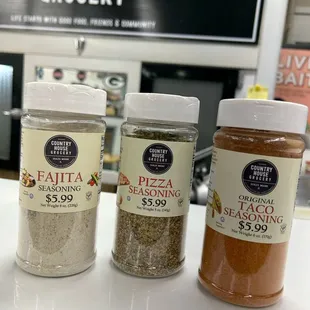 GROCERY
LIFE STARTS WITH GOOD FOOD, FRIENDS & COMMUNITY
LIVE
BAIT
COUNTRY
HOUSE
GROCERY
FAJITA
SEASONING
$5.99
COUNTRY
HOUSE
GROCERY
PIZZA
SEASONING
$5.99
COUNTRY
HOUSE
GROCERY
ORIGINAL
TACO
SEASONING
$5.99